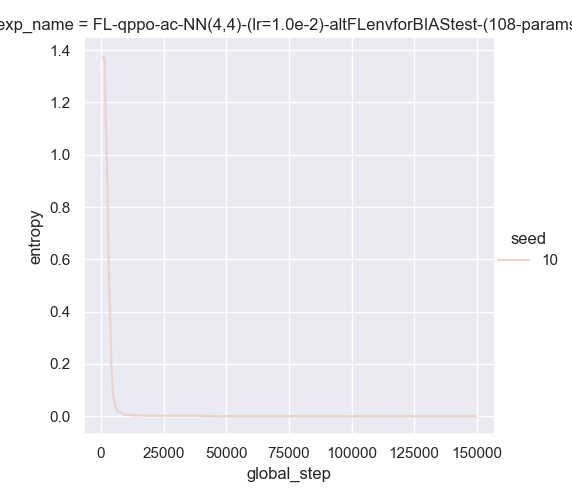 exp_name = FL-qppo-ac-NN(4,4)-(lr=1.0e-2)-altFLenvforBIAStest-(108-params
1.4
1.2
1.0
0.8
0.6
0.4
0.2
0.0
entropy
0 25000 50000 75000 100000 125000 150000
global_step
seed
10